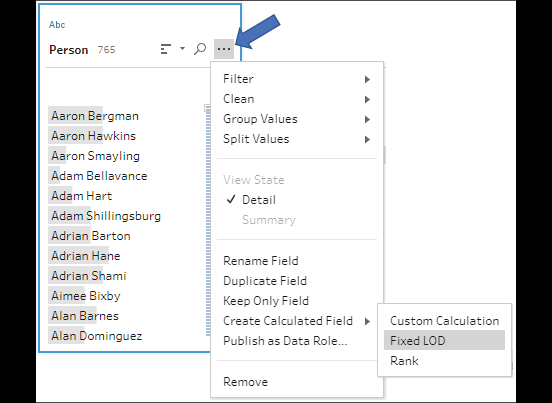 Abc
Person 765
Filter
Clean
Group Values
Split Values
View State
Detail
Summary
Rename Field
Duplicate Field
Keep Only Field
Create Calculated Field
Publish as Data Role...
Remove
Custom Calculation
Fixed LOD
Rank
Aaron Bergman
Aaron Hawkins
Aaron Smayling
Adam Bellavance
Adam Hart
Adam Shillingsburg
Adrian Barton
Adrian Hane
Adrian Shami
Aimee Bixby
Alan Barnes
Alan Dominguez